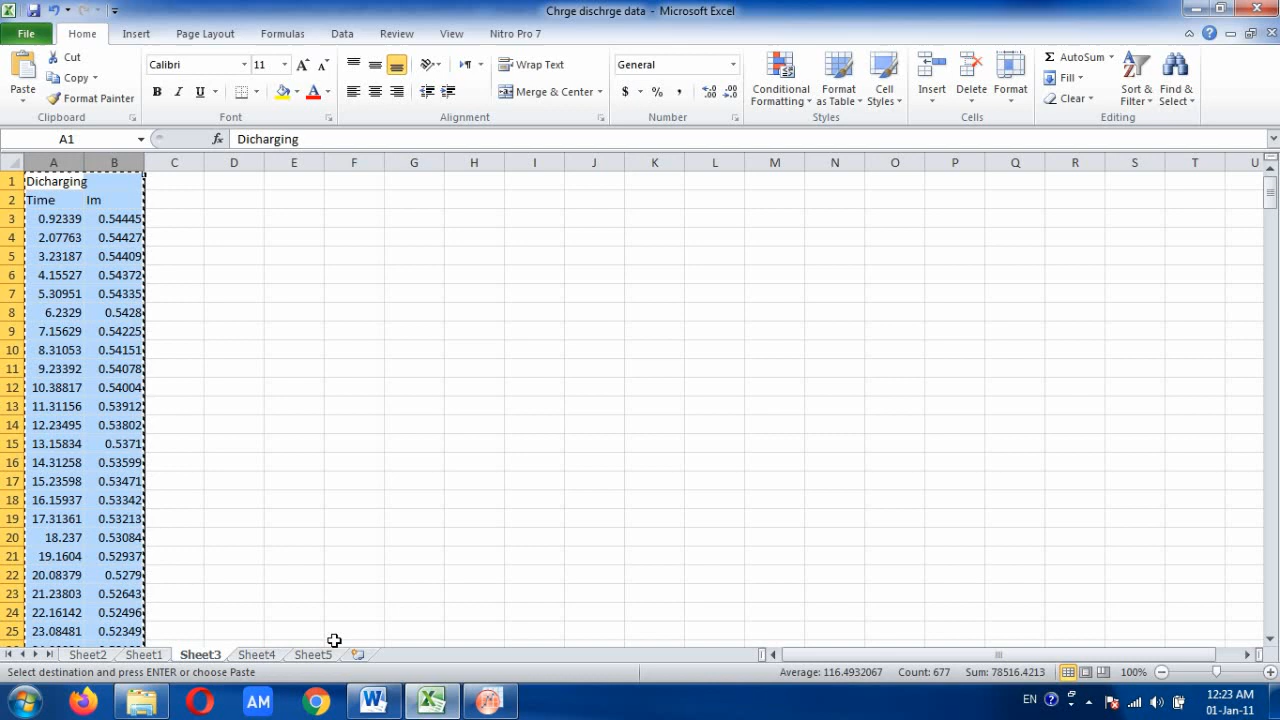 Chrge dischrge data - Microsoft Excel
File Home Insert Page Layout Formulas Data Review View Nitro Pro 7
Paste Cut Copy Format Painter Clipboard
Calibri 11 B I U Font
Wrap Text Merge & Center Alignment
General $ % , Number
Conditional Formatting Format as Table Cell Styles Styles
Insert Delete Format Cells
Σ AutoSum Fill Clear Sort & Filter Find & Select Editing
A1 fx Dicharging
A B C D E F G H I J K L M N O P Q R S T U
1 Dicharging
2 Time Im
3 0.92339 0.54445
4 2.07763 0.54427
5 3.23187 0.54409
6 4.15527 0.54372
7 5.30951 0.54335
8 6.2329 0.5428
9 7.15629 0.54225
10 8.31053 0.54151
11 9.23392 0.54078
12 10.38817 0.54004
13 11.31156 0.53912
14 12.23495 0.53802
15 13.15834 0.5371
16 14.31258 0.53599
17 15.23598 0.53471
18 16.15937 0.53342
19 17.31361 0.53213
20 18.237 0.53084
21 19.1604 0.52937
22 20.08379 0.5279
23 21.23803 0.52643
24 22.16142 0.52496
25 23.08481 0.52349
Sheet2 Sheet1 Sheet3 Sheet4 Sheet5
Select destination and press ENTER or choose Paste Average: 116.4932067 Count: 677 Sum: 78516.4213 100%
AM EN 12:23 AM
01-Jan-11